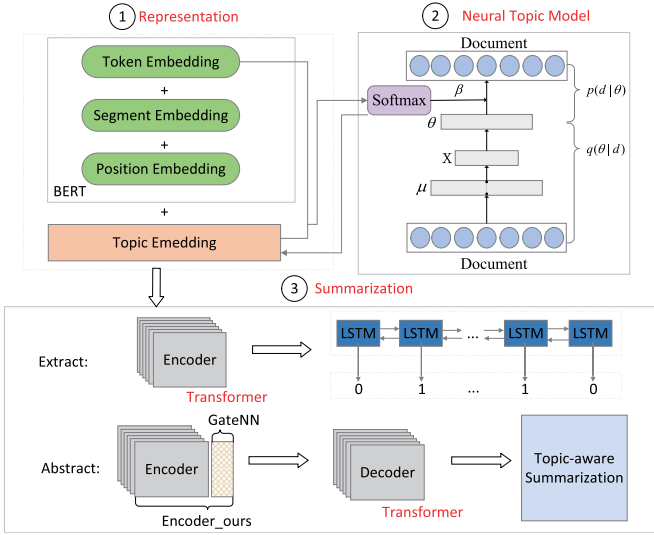 1 Representation
Token Embedding
+
Segment Embedding
+
Position Embedding
BERT
+
Topic Emedding
2 Neural Topic Model
Document
Softmax
β
p(d|θ)
θ
X
q(θ|d)
μ
Document
3 Summarization
Extract:
Encoder
Transformer
LSTM LSTM ... LSTM LSTM
0 1 ... 1 0
Abstract:
Encoder
GateNN
Encoder_ours
Decoder
Transformer
Topic-aware
Summarization